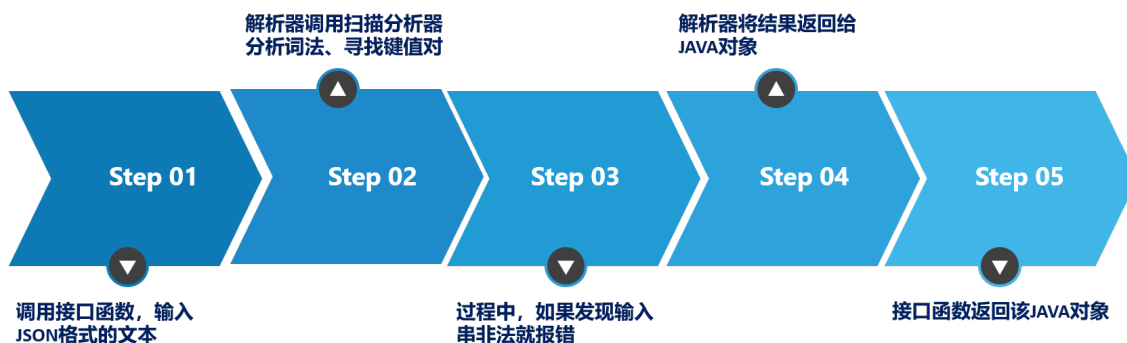 解析器调用扫描分析器
分析词法、寻找键值对
解析器将结果返回给
JAVA对象
Step 01
Step 02
Step 03
Step 04
Step 05
调用接口函数，输入
JSON格式的文本
过程中，如果发现输入
串非法就报错
接口函数返回该JAVA对象